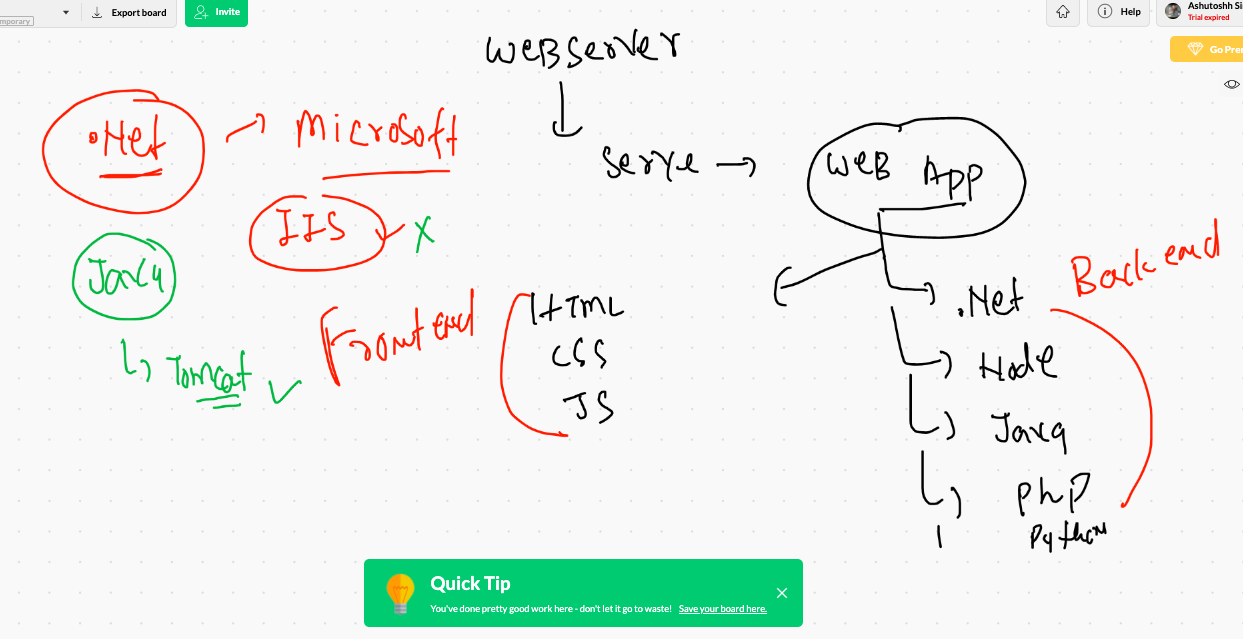 mporary
Export board
Invite
Help
Ashutoshh Si
Trial expired
Go Pre
WEBServer
.Net
Microsoft
Serve
WEB App
IIS
X
Java
Backend
.Net
Frontend
HTML
CSS
JS
Node
Tomcat
Java
PhP
Python
Quick Tip
You've done pretty good work here - don't let it go to waste! Save your board here.